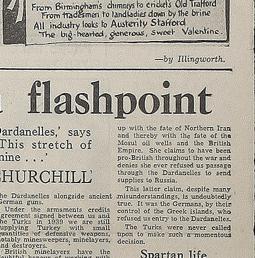 From Birmingham's chimneys to cricket's Old Trafford
From tradesmen to landladies down by the brine
All industry looks to Austerity Stafford
The big-hearted, generous, sweet Valentine.
—by Illingworth.
flashpoint
Dardanelles,' says
This stretch of
mine . . .'
CHURCHILL'
the Dardanelles alongside ancient
German guns.
Under the armaments credits
agreement signed between us and
the Turks in 1939 we are still
supplying Turkey with small
quantities of defensive weapons,
notably minesweepers, minelayers,
and destroyers.
British minelayers have the
up with the fate of Northern Iran
and thereby with the fate of the
Mosul oil wells and the British
Empire. She claims to have been
pro-British throughout the war and
denies she ever refused us passage
through the Dardanelles to send
supplies to Russia.
This latter claim, despite many
misunderstandings, is undoubtedly
true. It was the Germans, by their
control of the Greek islands, who
refused us entry to the Dardanelles.
The Turks were never called
upon to make such a momentous
decision.
Spartan life